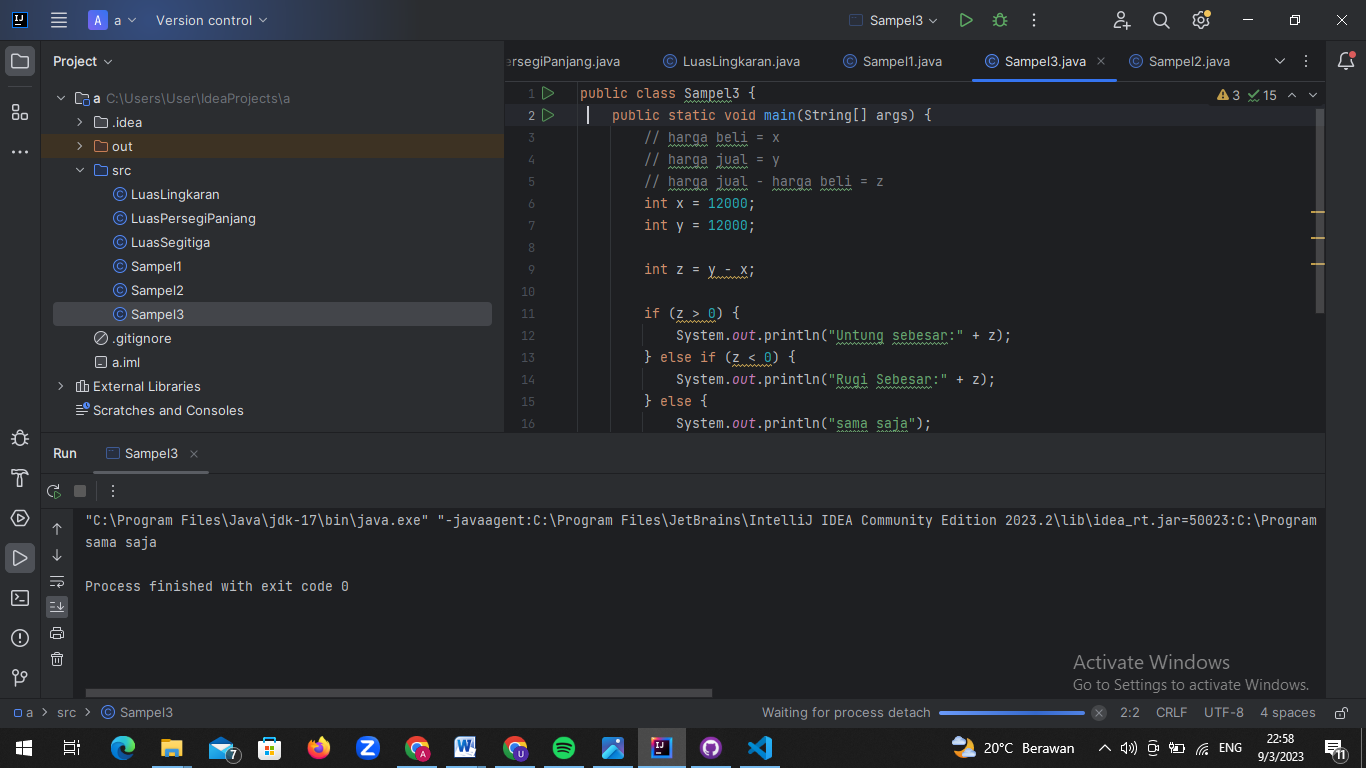 A a Version control Sampel3
Project
a C:\Users\User\IdeaProjects\a
.idea
out
src
LuasLingkaran
LuasPersegiPanjang
LuasSegitiga
Sampel1
Sampel2
Sampel3
.gitignore
a.iml
External Libraries
Scratches and Consoles
ersegiPanjang.java LuasLingkaran.java Sampel1.java Sampel3.java Sampel2.java
3 15
1 public class Sampel3 {
2 public static void main(String[] args) {
3 // harga beli = x
4 // harga jual = y
5 // harga jual - harga beli = z
6 int x = 12000;
7 int y = 12000;
8
9 int z = y - x;
10
11 if (z > 0) {
12 System.out.println("Untung sebesar:" + z);
13 } else if (z < 0) {
14 System.out.println("Rugi Sebesar:" + z);
15 } else {
16 System.out.println("sama saja");
Run Sampel3
"C:\Program Files\Java\jdk-17\bin\java.exe" "-javaagent:C:\Program Files\JetBrains\IntelliJ IDEA Community Edition 2023.2\lib\idea_rt.jar=50023:C:\Program
sama saja
Process finished with exit code 0
Activate Windows
Go to Settings to activate Windows.
a src Sampel3 Waiting for process detach 2:2 CRLF UTF-8 4 spaces
7 20°C Berawan ENG 22:58
9/3/2023 11